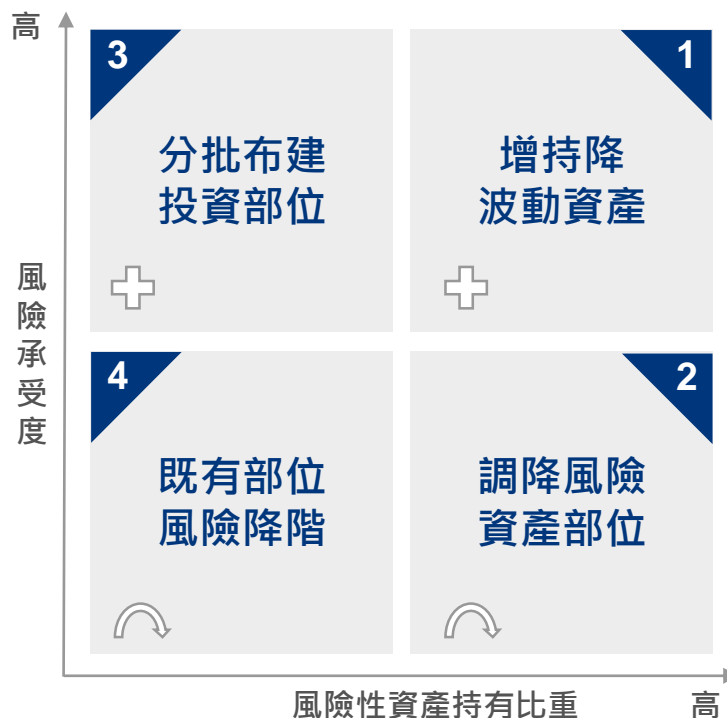 高
3
分批布建
投資部位
1
增持降
波動資產
風險承受度
4
既有部位
風險降階
2
調降風險
資產部位
風險性資產持有比重
高